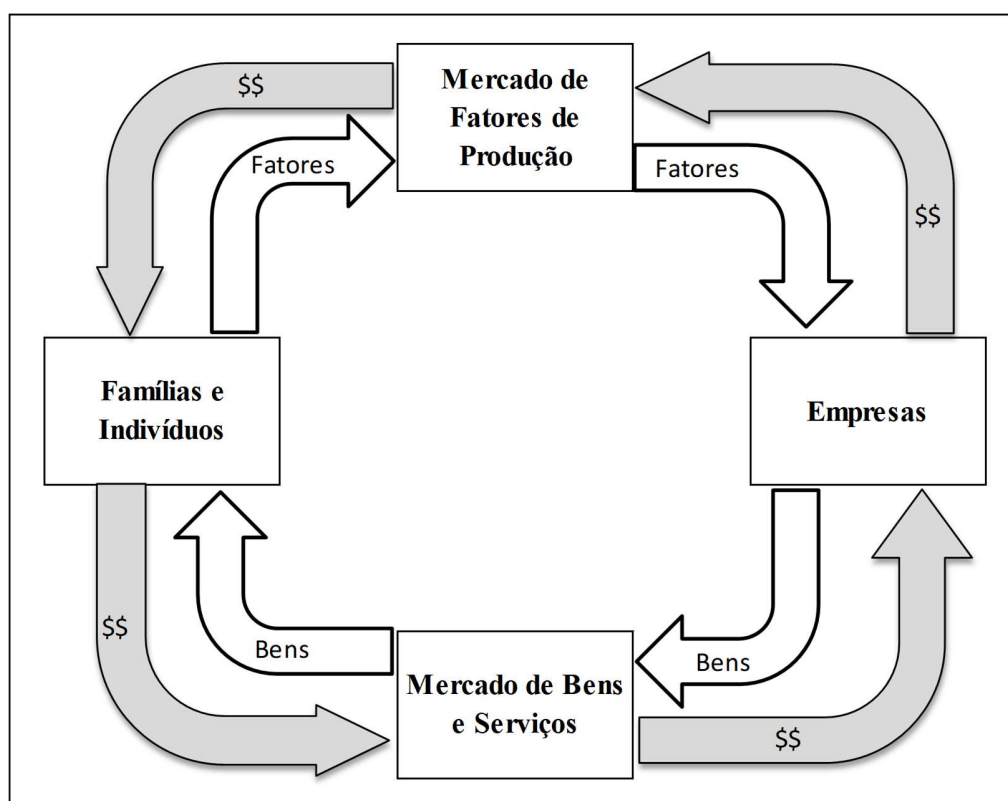 $$
Mercado de
Fatores de
Produção
Fatores
Fatores
$$
Famílias e
Indivíduos
Empresas
$$
Bens
Bens
Mercado de Bens
e Serviços
$$